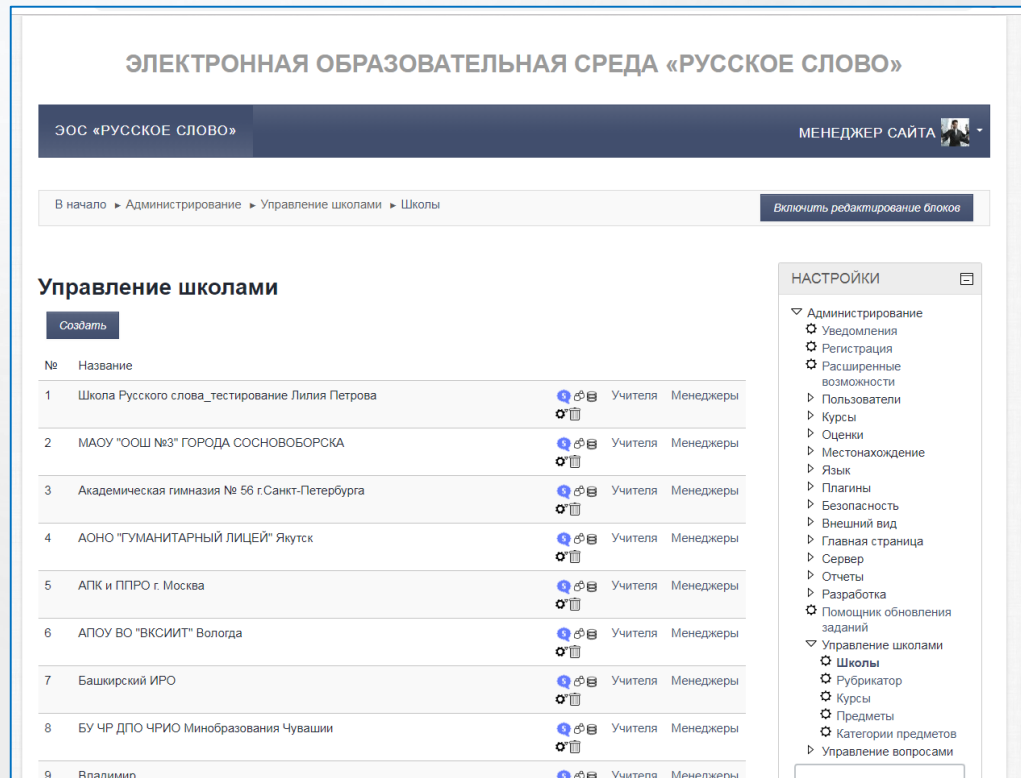 ЭЛЕКТРОННАЯ ОБРАЗОВАТЕЛЬНАЯ СРЕДА «РУССКОЕ СЛОВО»
ЭОС «РУССКОЕ СЛОВО»
МЕНЕДЖЕР САЙТА
В начало ► Администрирование ► Управление школами ► Школы
Включить редактирование блоков
Управление школами
Создать
№ Название
1 Школа Русского слова_тестирование Лилия Петрова Учителя Менеджеры
2 МАОУ "ООШ №3" ГОРОДА СОСНОВОБОРСКА Учителя Менеджеры
3 Академическая гимназия № 56 г.Санкт-Петербурга Учителя Менеджеры
4 АОНО "ГУМАНИТАРНЫЙ ЛИЦЕЙ" Якутск Учителя Менеджеры
5 АПК и ППРО г. Москва Учителя Менеджеры
6 АПОУ ВО "ВКСИИТ" Вологда Учителя Менеджеры
7 Башкирский ИРО Учителя Менеджеры
8 БУ ЧР ДПО ЧРИО Минобразования Чувашии Учителя Менеджеры
9 Владимир Учителя Менеджеры
НАСТРОЙКИ
Администрирование
Уведомления
Регистрация
Расширенные
возможности
Пользователи
Курсы
Оценки
Местонахождение
Язык
Плагины
Безопасность
Внешний вид
Главная страница
Сервер
Отчеты
Разработка
Помощник обновления
заданий
Управление школами
Школы
Рубрикатор
Курсы
Предметы
Категории предметов
Управление вопросами